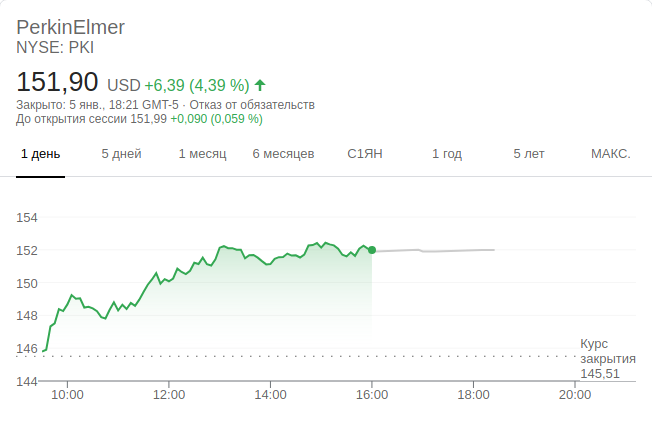 PerkinElmer
NYSE: PKI
151,90 USD +6,39 (4,39 %)
Закрыто: 5 янв., 18:21 GMT-5 · Отказ от обязательств
До открытия сессии 151,99 +0,090 (0,059 %)
1 день 5 дней 1 месяц 6 месяцев С1ЯН 1 год 5 лет МАКС.
154
152
150
148
146
144
Курс
закрытия
145,51
10:00 12:00 14:00 16:00 18:00 20:00